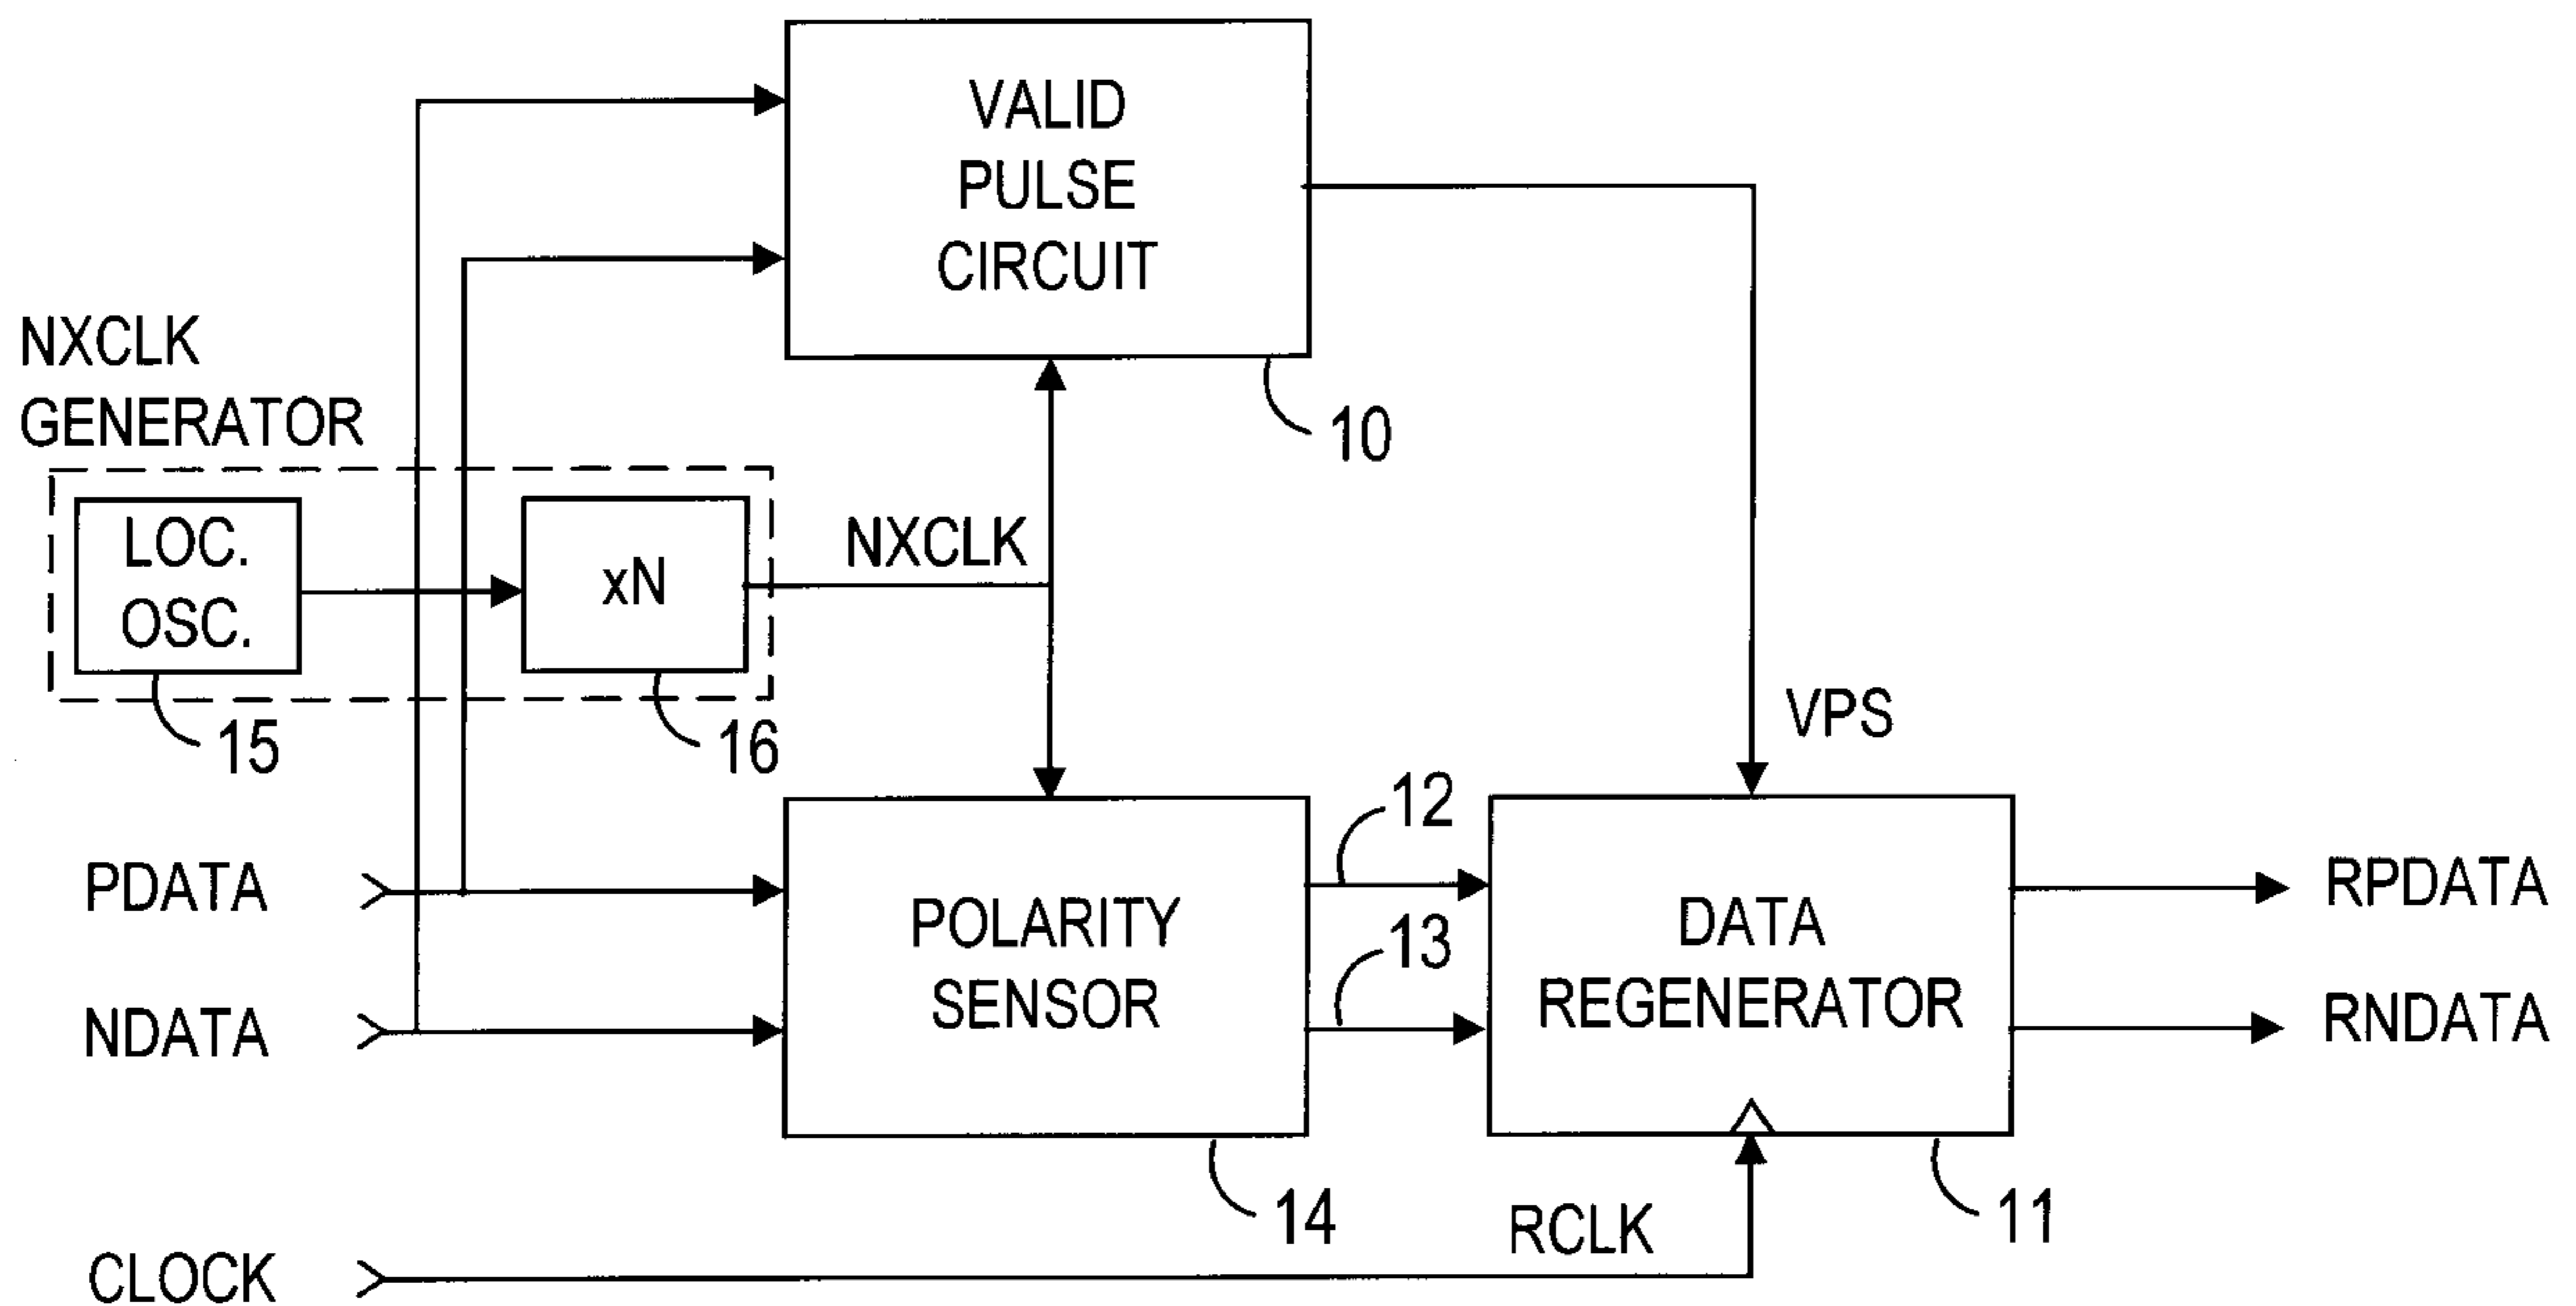 VALID
PULSE
CIRCUIT
10
NXCLK
GENERATOR
LOC.
OSC.
15
xN
16
NXCLK
VPS
PDATA
NDATA
POLARITY
SENSOR
14
12
13
DATA
REGENERATOR
11
RPDATA
RNDATA
CLOCK
RCLK